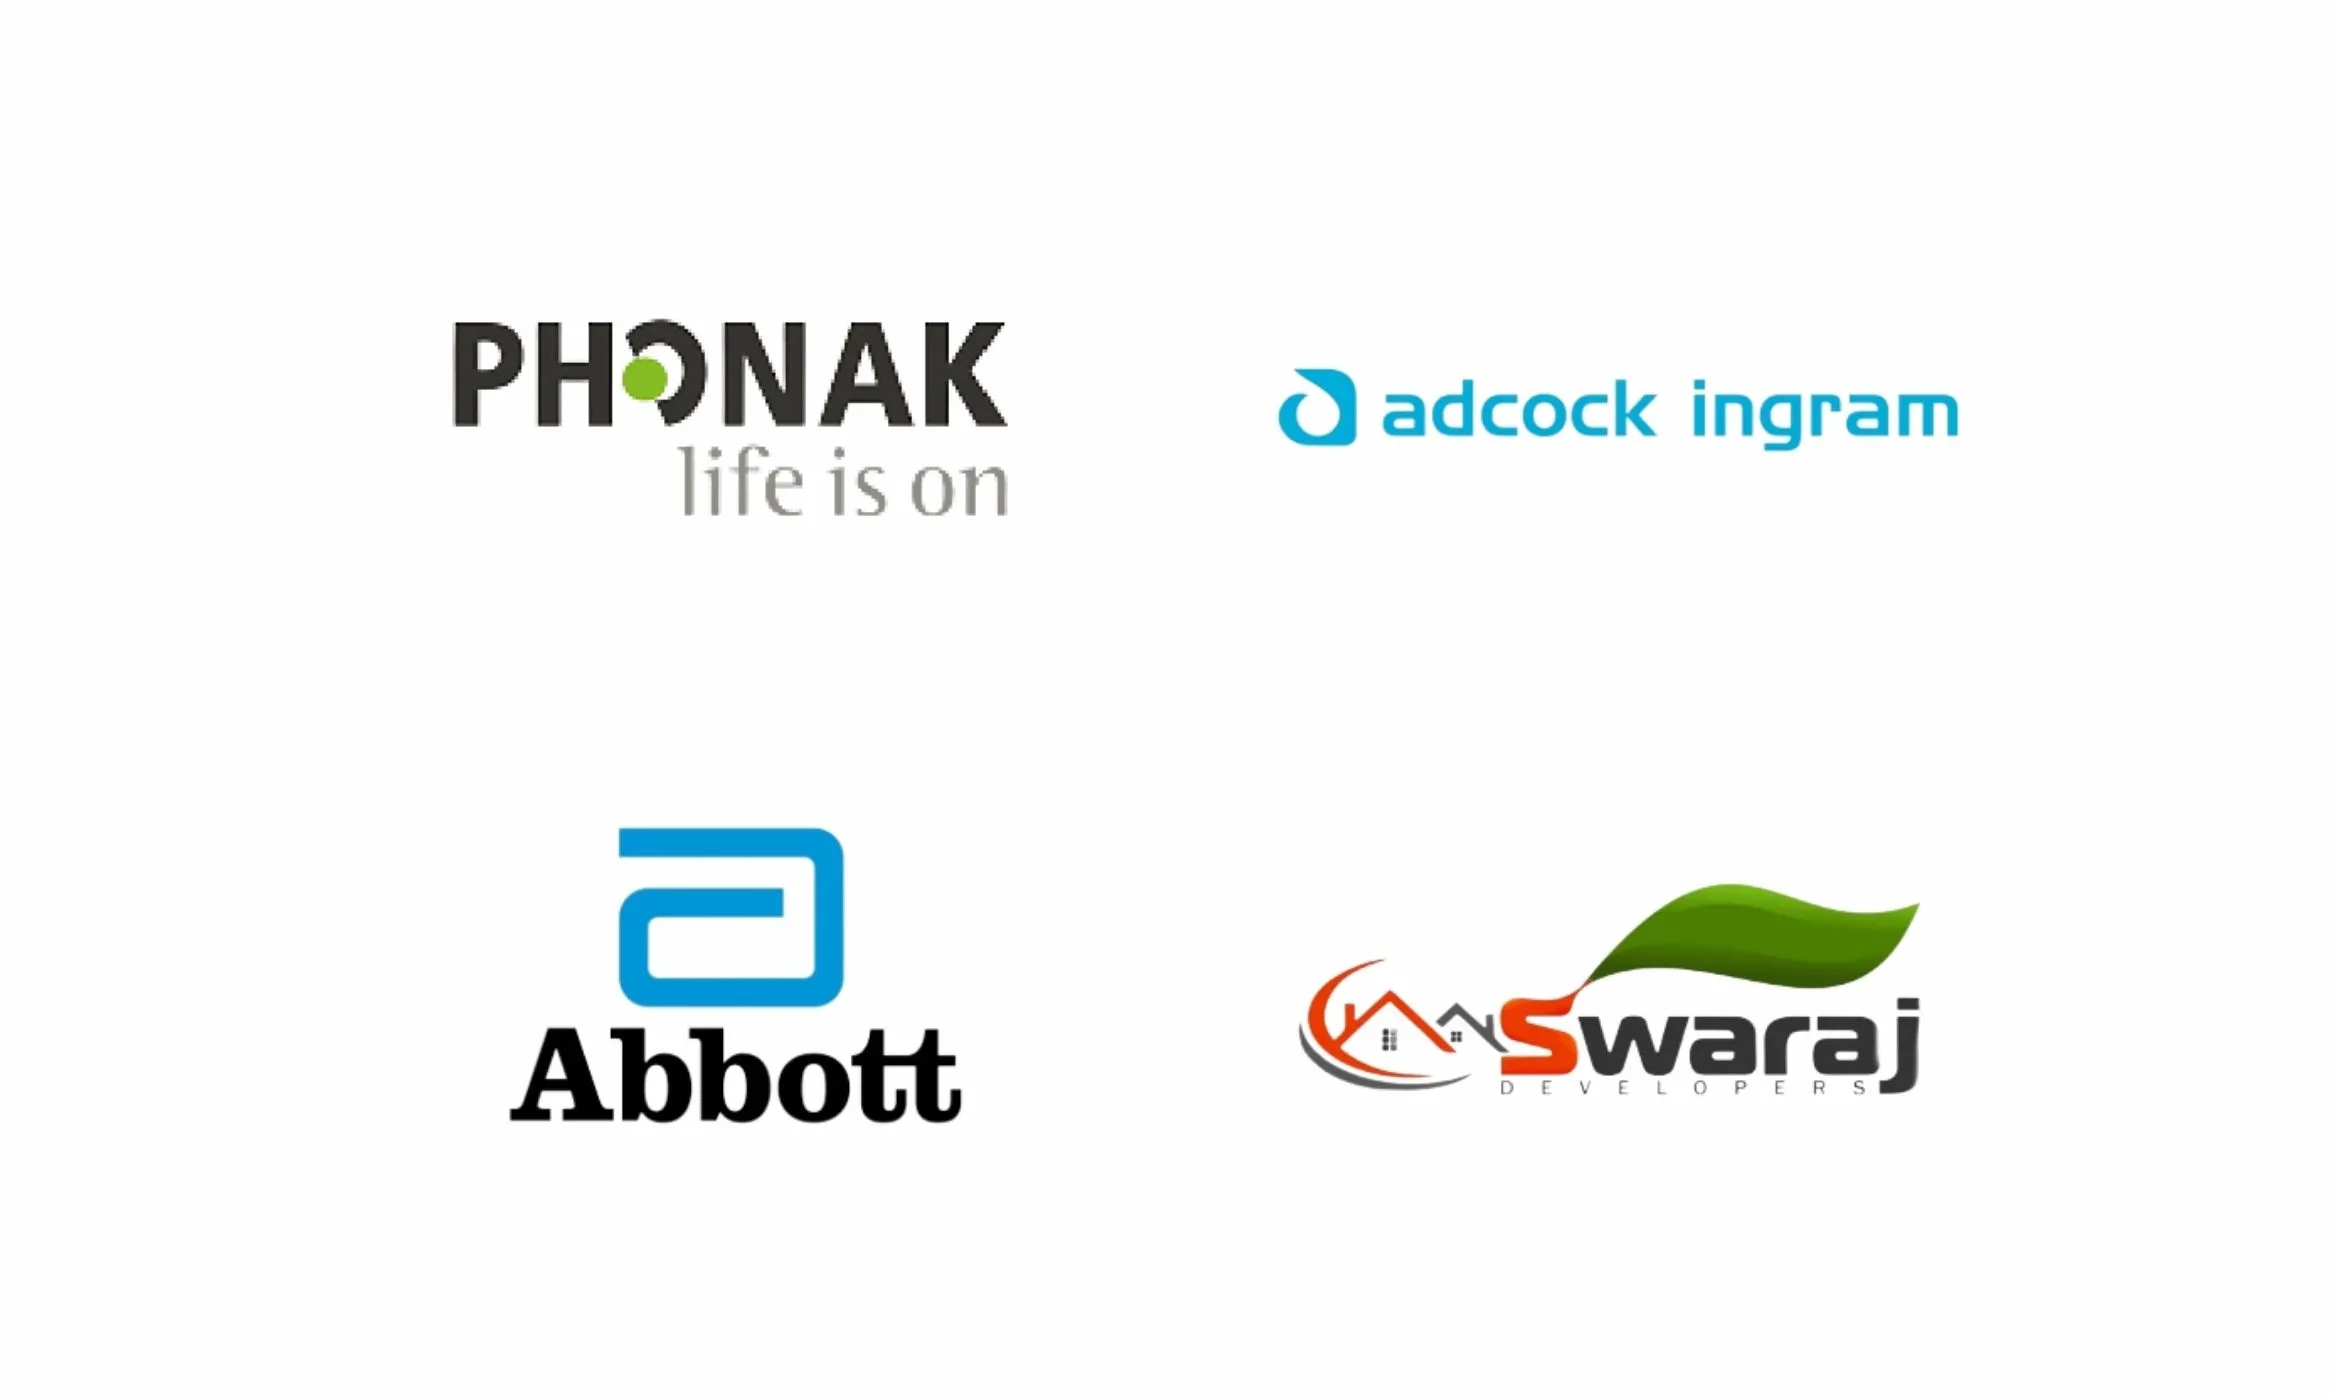 PHONAK
life is on
adcock ingram
Abbott
Swaraj
DEVELOPERS